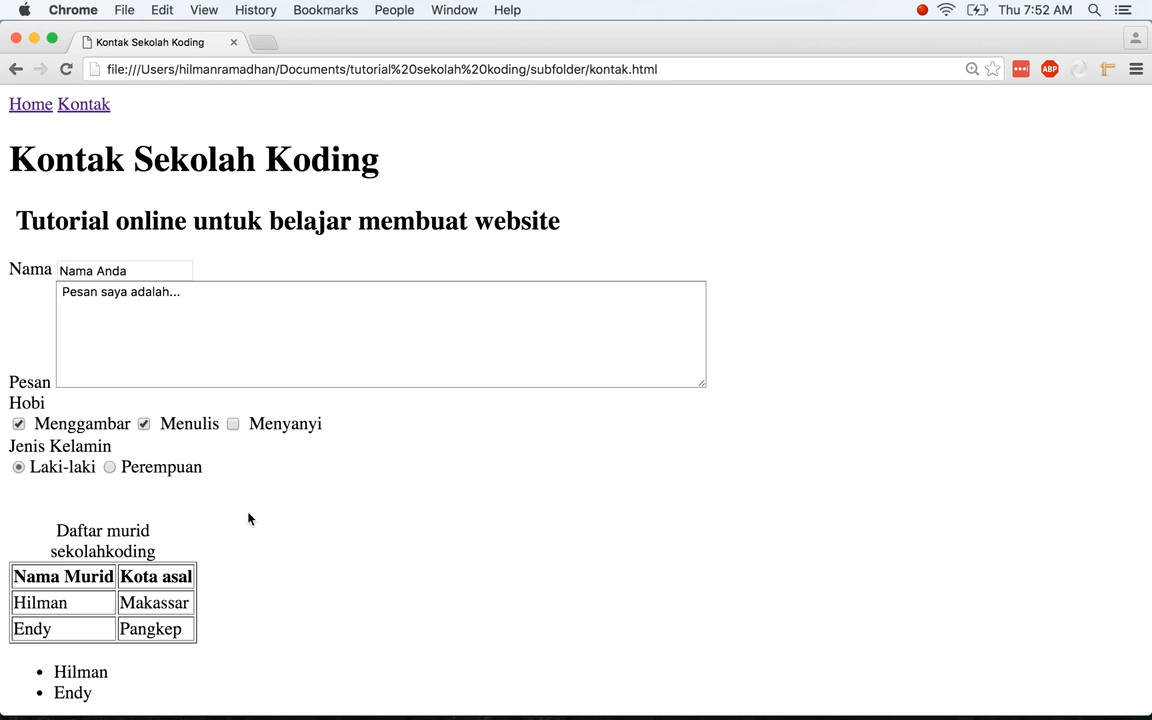 Chrome File Edit View History Bookmarks People Window Help Thu 7:52 AM
Kontak Sekolah Koding
file:///Users/hilmanramadhan/Documents/tutorial%20sekolah%20koding/subfolder/kontak.html ABP
Home Kontak
Kontak Sekolah Koding
Tutorial online untuk belajar membuat website
Nama Nama Anda
Pesan saya adalah...
Pesan
Hobi
Menggambar Menulis Menyanyi
Jenis Kelamin
Laki-laki Perempuan
Daftar murid
sekolahkoding
Nama Murid Kota asal
Hilman Makassar
Endy Pangkep
Hilman
Endy